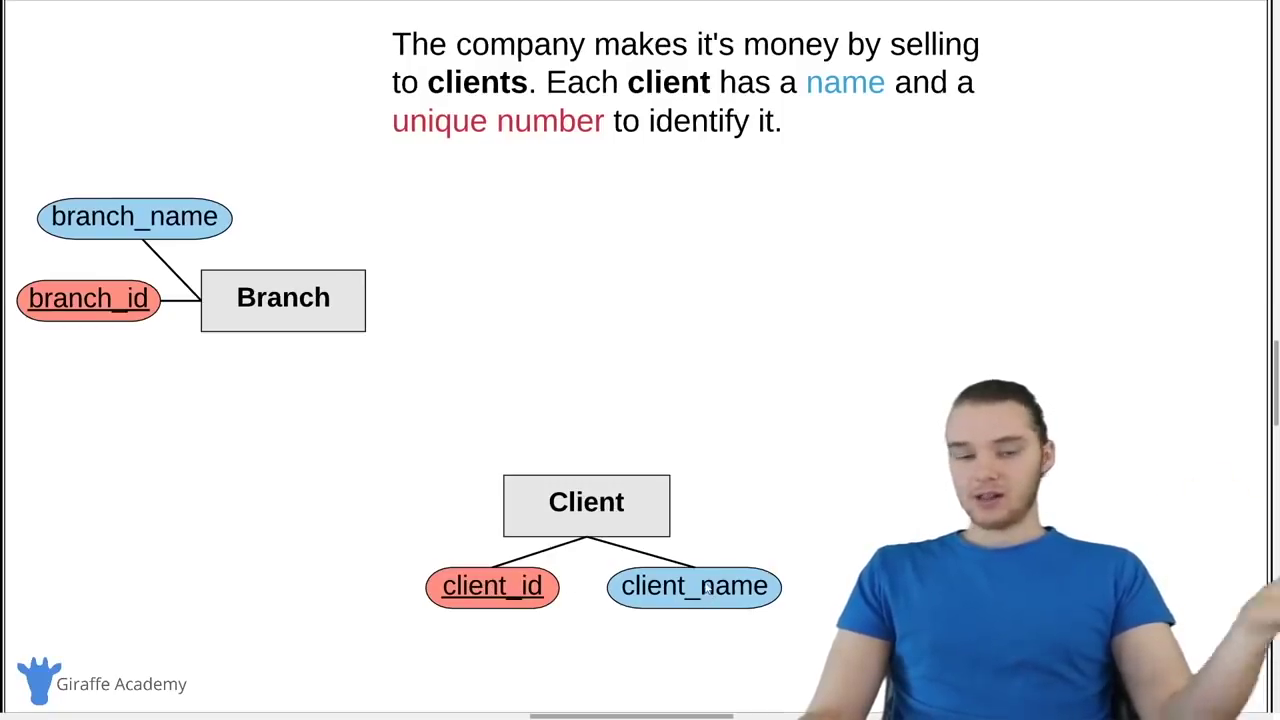 The company makes it's money by selling
to clients. Each client has a name and a
unique number to identify it.
branch_name
branch_id
Branch
Client
client_id
client_name
Giraffe Academy